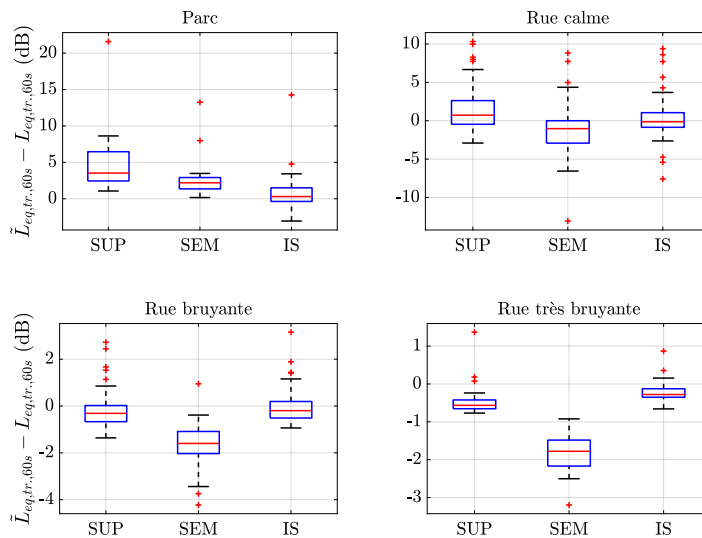 Parc
L̃eq,tr.,60s − Leq,tr.,60s (dB)
20
15
10
5
0
SUP SEM IS
Rue calme
10
5
0
-5
-10
SUP SEM IS
Rue bruyante
L̃eq,tr.,60s − Leq,tr.,60s (dB)
2
0
-2
-4
SUP SEM IS
Rue très bruyante
1
0
-1
-2
-3
SUP SEM IS